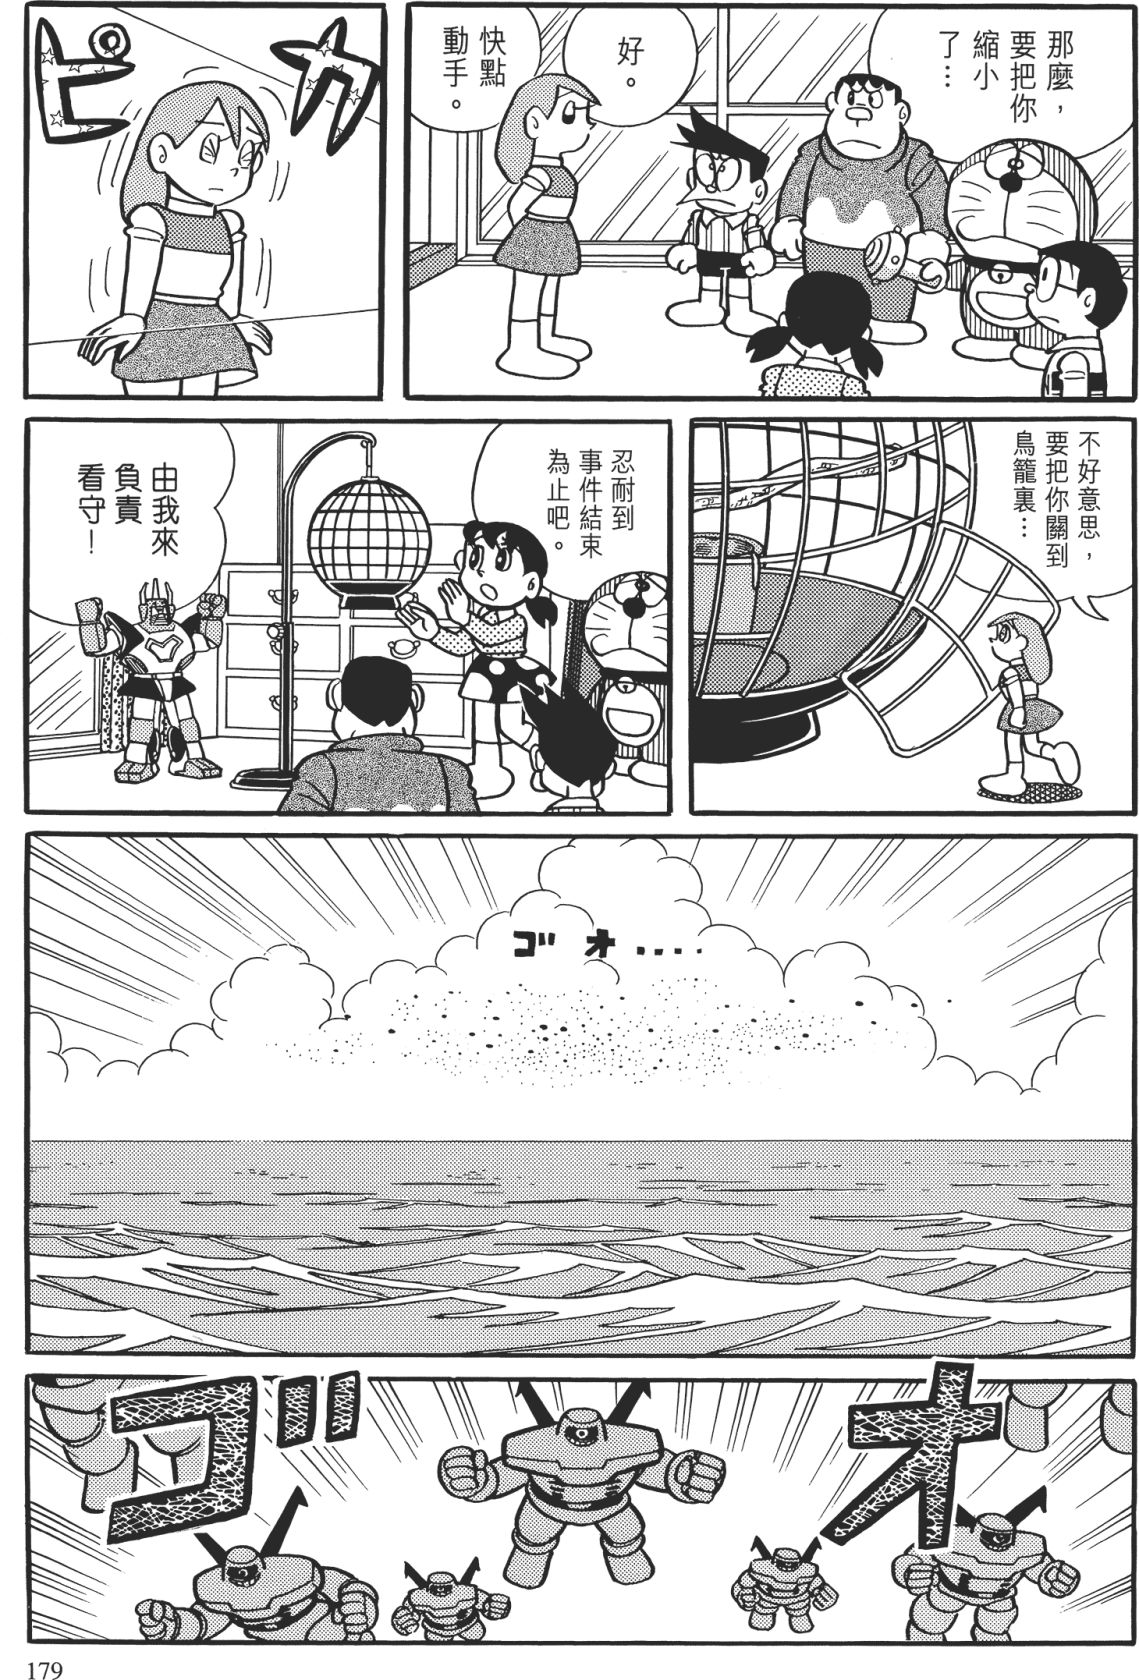 那麼，
要把你
縮小
了…
好。
快點
動手。
ピカ
不好意思，
要把你關到
鳥籠裏…
忍耐到
事件結束
為止吧。
由我來
負責
看守！
ゴオ....
ゴオ
179